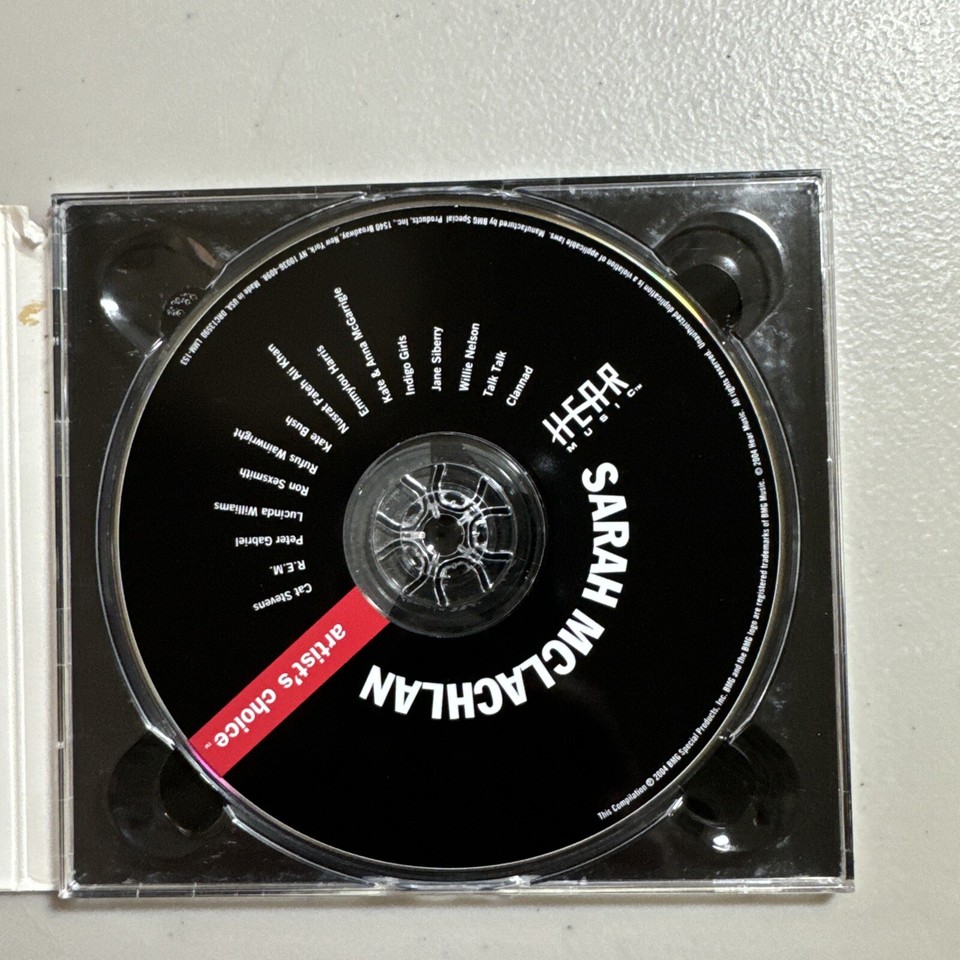 HEAR
MUSIC™
SARAH MCLACHLAN
artist's choice™
Cat Stevens
R.E.M.
Peter Gabriel
Lucinda Williams
Ron Sexsmith
Rufus Wainwright
Kate Bush
Nusrat Fateh Ali Khan
Emmylou Harris
Kate & Anna McGarrigle
Indigo Girls
Jane Siberry
Willie Nelson
Talk Talk
Clannad
This Compilation ℗ 2004 BMG Special Products, Inc. BMG and the BMG logo are registered trademarks of BMG Music. © 2004 Hear Music. All rights reserved. Unauthorized duplication is a violation of applicable laws. Manufactured by BMG Special Products, Inc., 1540 Broadway, New York, NY 10036-4098. Made in USA.